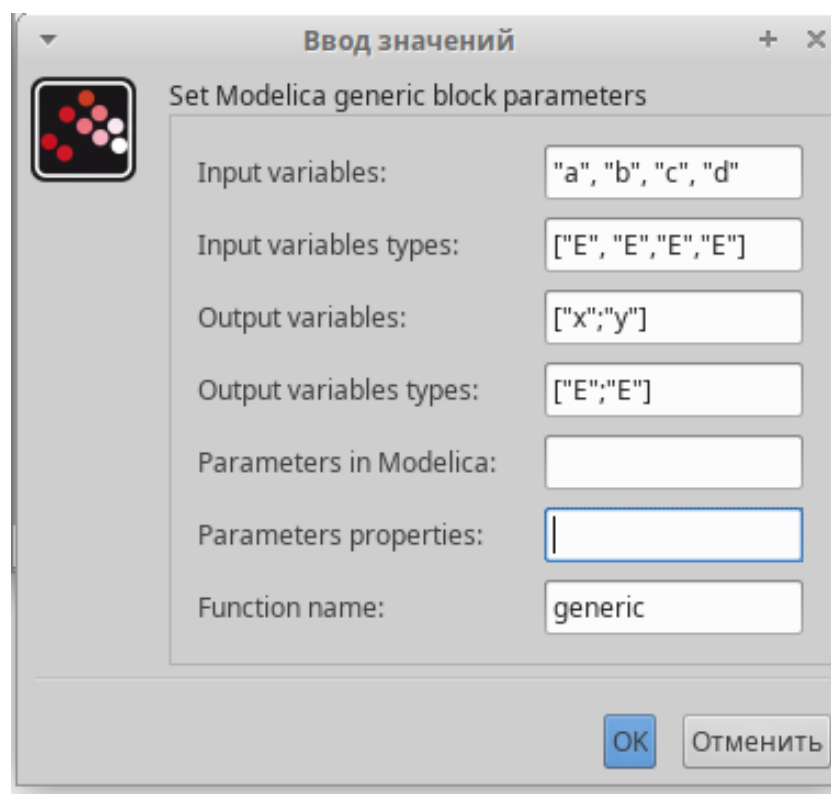 Ввод значений
Set Modelica generic block parameters
Input variables: "a", "b", "c", "d"
Input variables types: ["E", "E","E","E"]
Output variables: ["x";"y"]
Output variables types: ["E";"E"]
Parameters in Modelica:
Parameters properties:
Function name: generic
OK Отменить